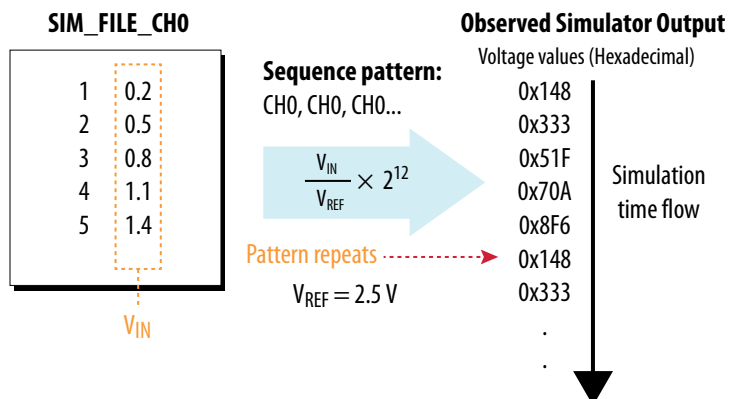 SIM_FILE_CH0
1 0.2
2 0.5
3 0.8
4 1.1
5 1.4
V_IN
Sequence pattern:
CH0, CH0, CH0...
V_IN / V_REF × 2^12
Pattern repeats
V_REF = 2.5 V
Observed Simulator Output
Voltage values (Hexadecimal)
0x148
0x333
0x51F
0x70A
0x8F6
0x148
0x333
.
.
Simulation
time flow